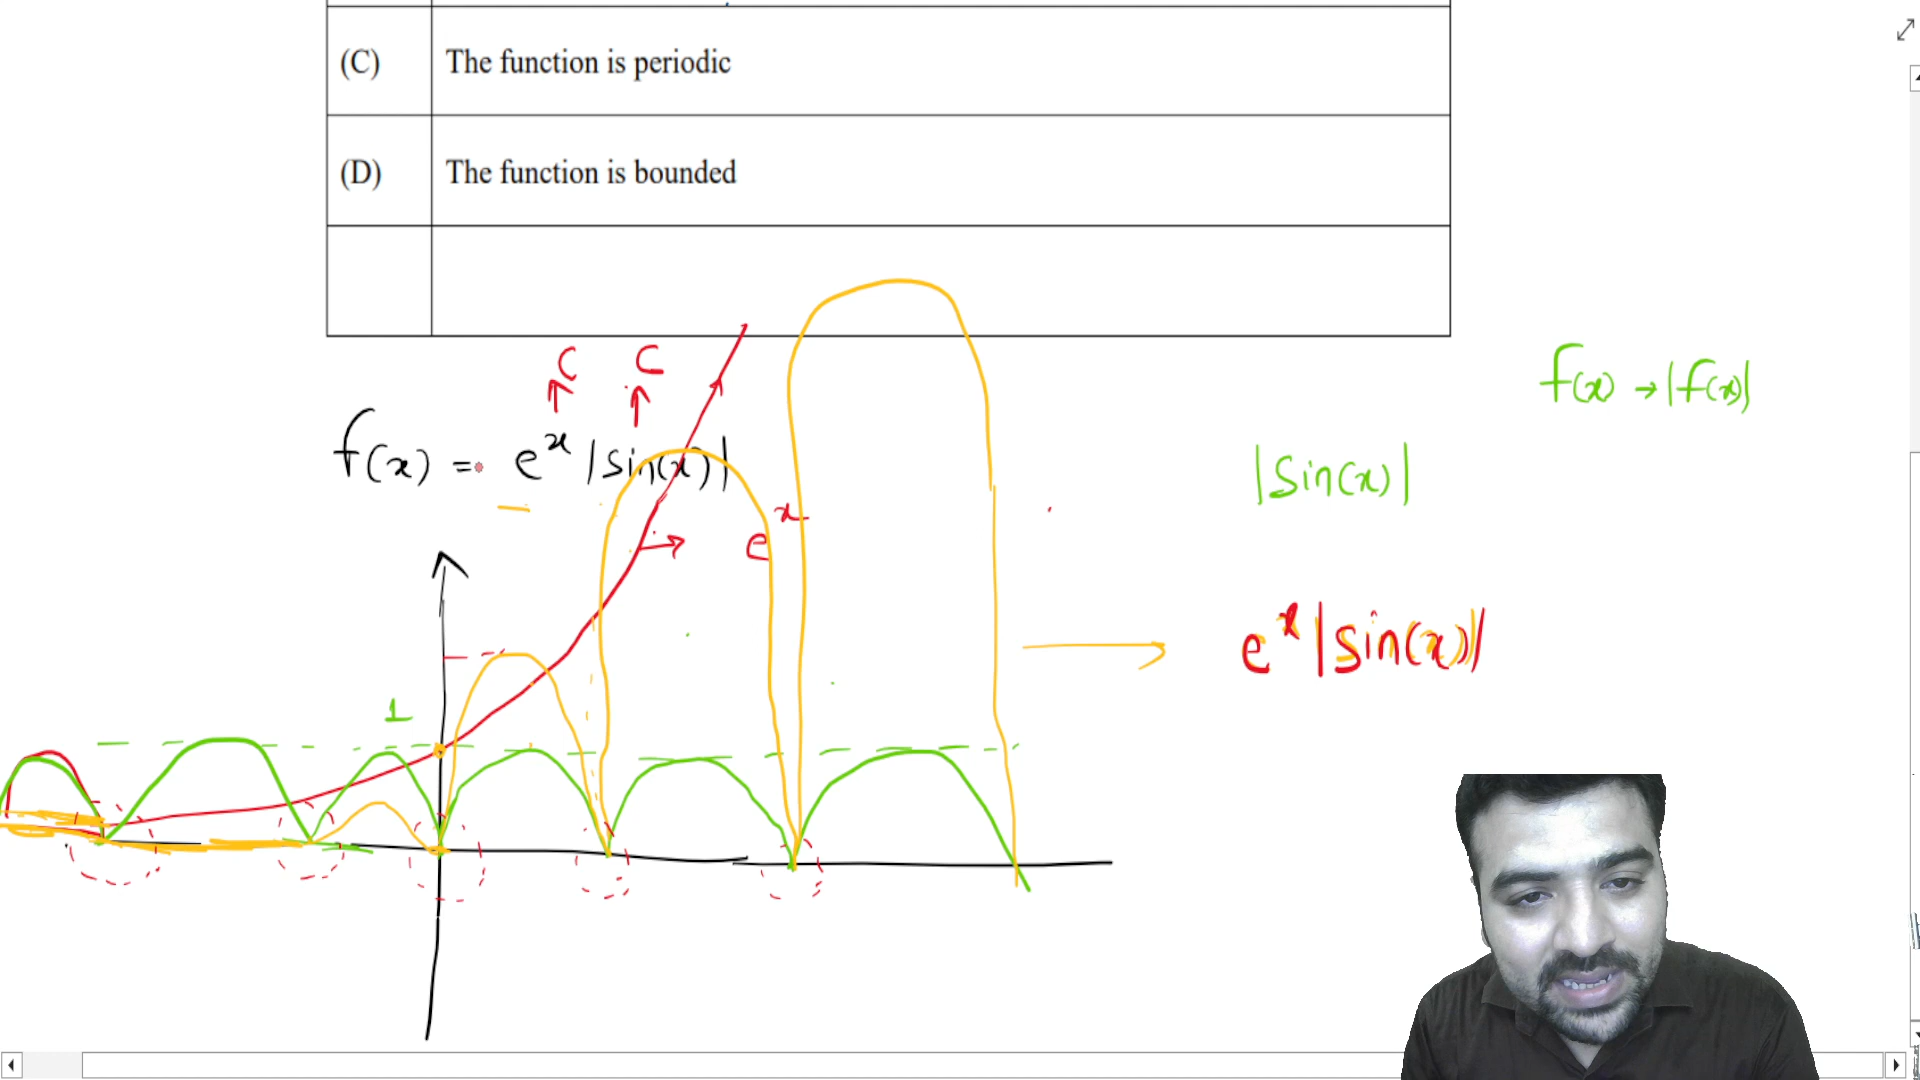 (C) The function is periodic
(D) The function is bounded
C C
f(x) → |f(x)|
f(x) = e^x |sin(x)|
|Sin(x)|
e^x
e^x |sin(x)|
1